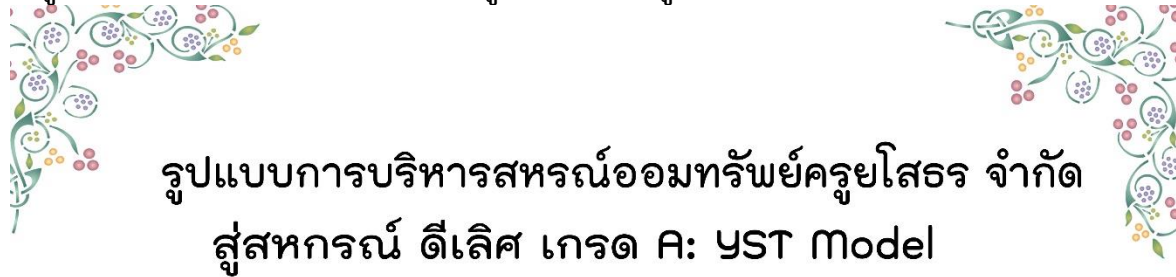 รูปแบบการบริหารสหรณ์ออมทรัพย์ครูยโสธร จำกัด
สู่สหกรณ์ ดีเลิศ เกรด A: YST Model